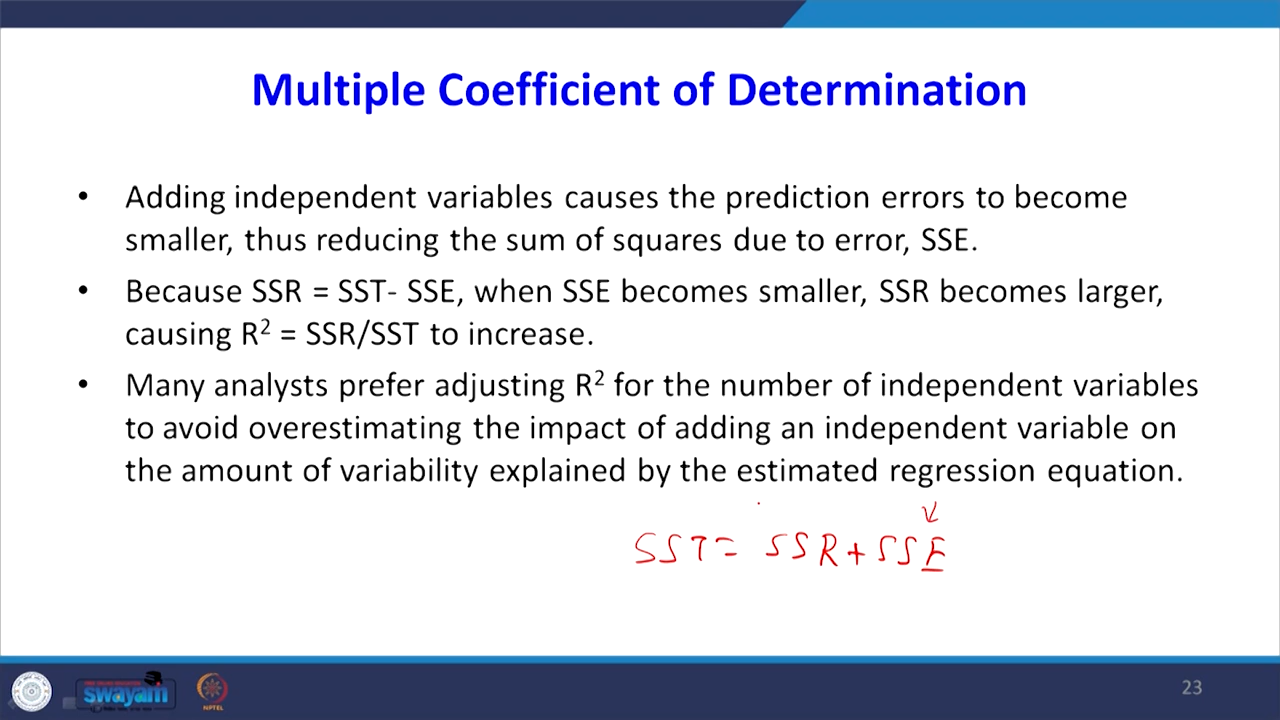 Multiple Coefficient of Determination
• Adding independent variables causes the prediction errors to become
smaller, thus reducing the sum of squares due to error, SSE.
• Because SSR = SST- SSE, when SSE becomes smaller, SSR becomes larger,
causing R² = SSR/SST to increase.
• Many analysts prefer adjusting R² for the number of independent variables
to avoid overestimating the impact of adding an independent variable on
the amount of variability explained by the estimated regression equation.
SST = SSR + SSE
swayam
NPTEL
23